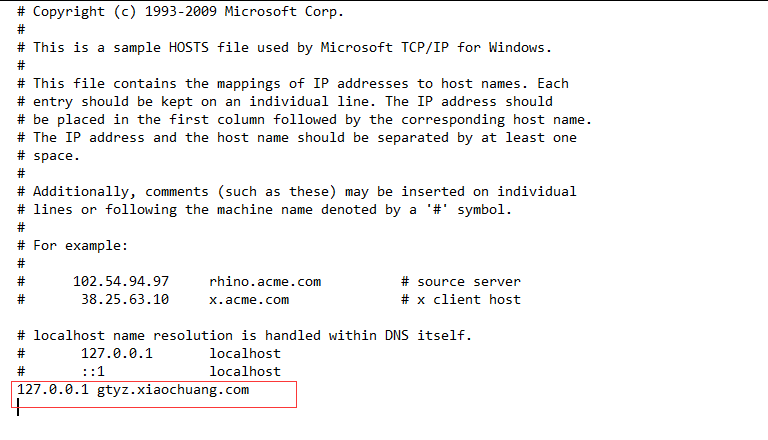 # Copyright (c) 1993-2009 Microsoft Corp.
#
# This is a sample HOSTS file used by Microsoft TCP/IP for Windows.
#
# This file contains the mappings of IP addresses to host names. Each
# entry should be kept on an individual line. The IP address should
# be placed in the first column followed by the corresponding host name.
# The IP address and the host name should be separated by at least one
# space.
#
# Additionally, comments (such as these) may be inserted on individual
# lines or following the machine name denoted by a '#' symbol.
#
# For example:
#
#      102.54.94.97     rhino.acme.com          # source server
#       38.25.63.10     x.acme.com              # x client host

# localhost name resolution is handled within DNS itself.
#       127.0.0.1       localhost
#       ::1             localhost
127.0.0.1 gtyz.xiaochuang.com